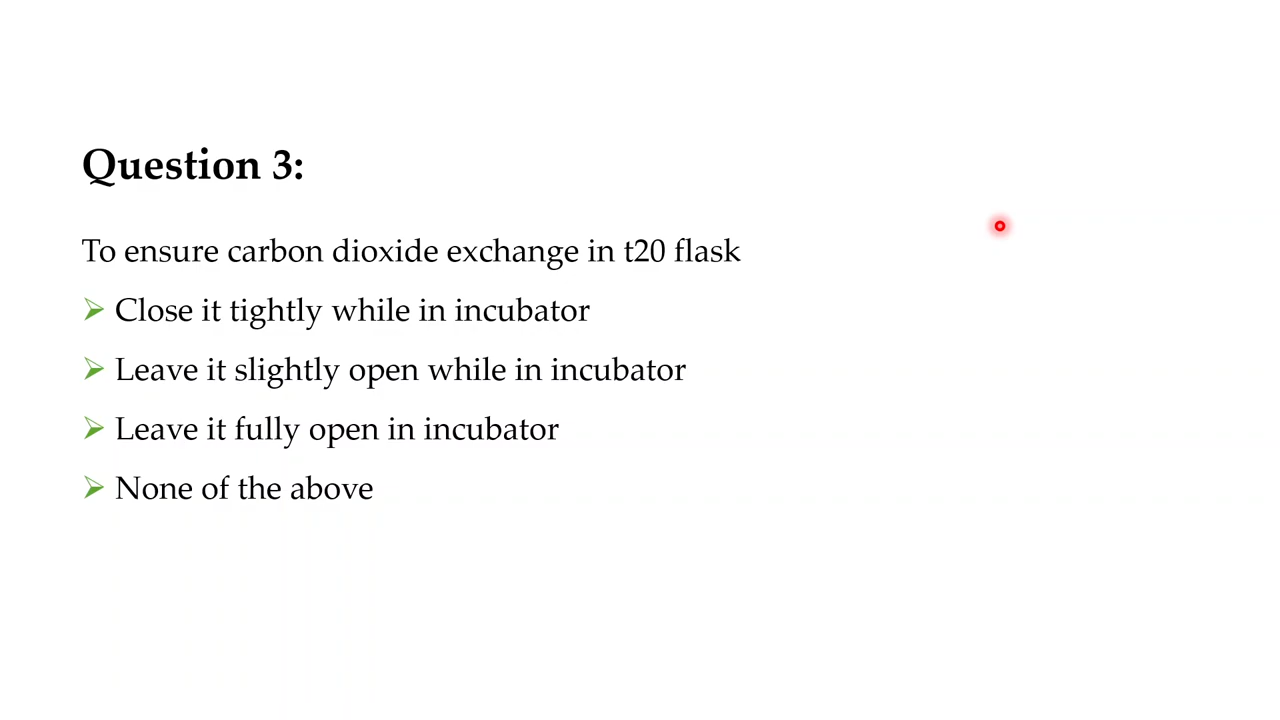 Question 3:
To ensure carbon dioxide exchange in t20 flask
Close it tightly while in incubator
Leave it slightly open while in incubator
Leave it fully open in incubator
None of the above